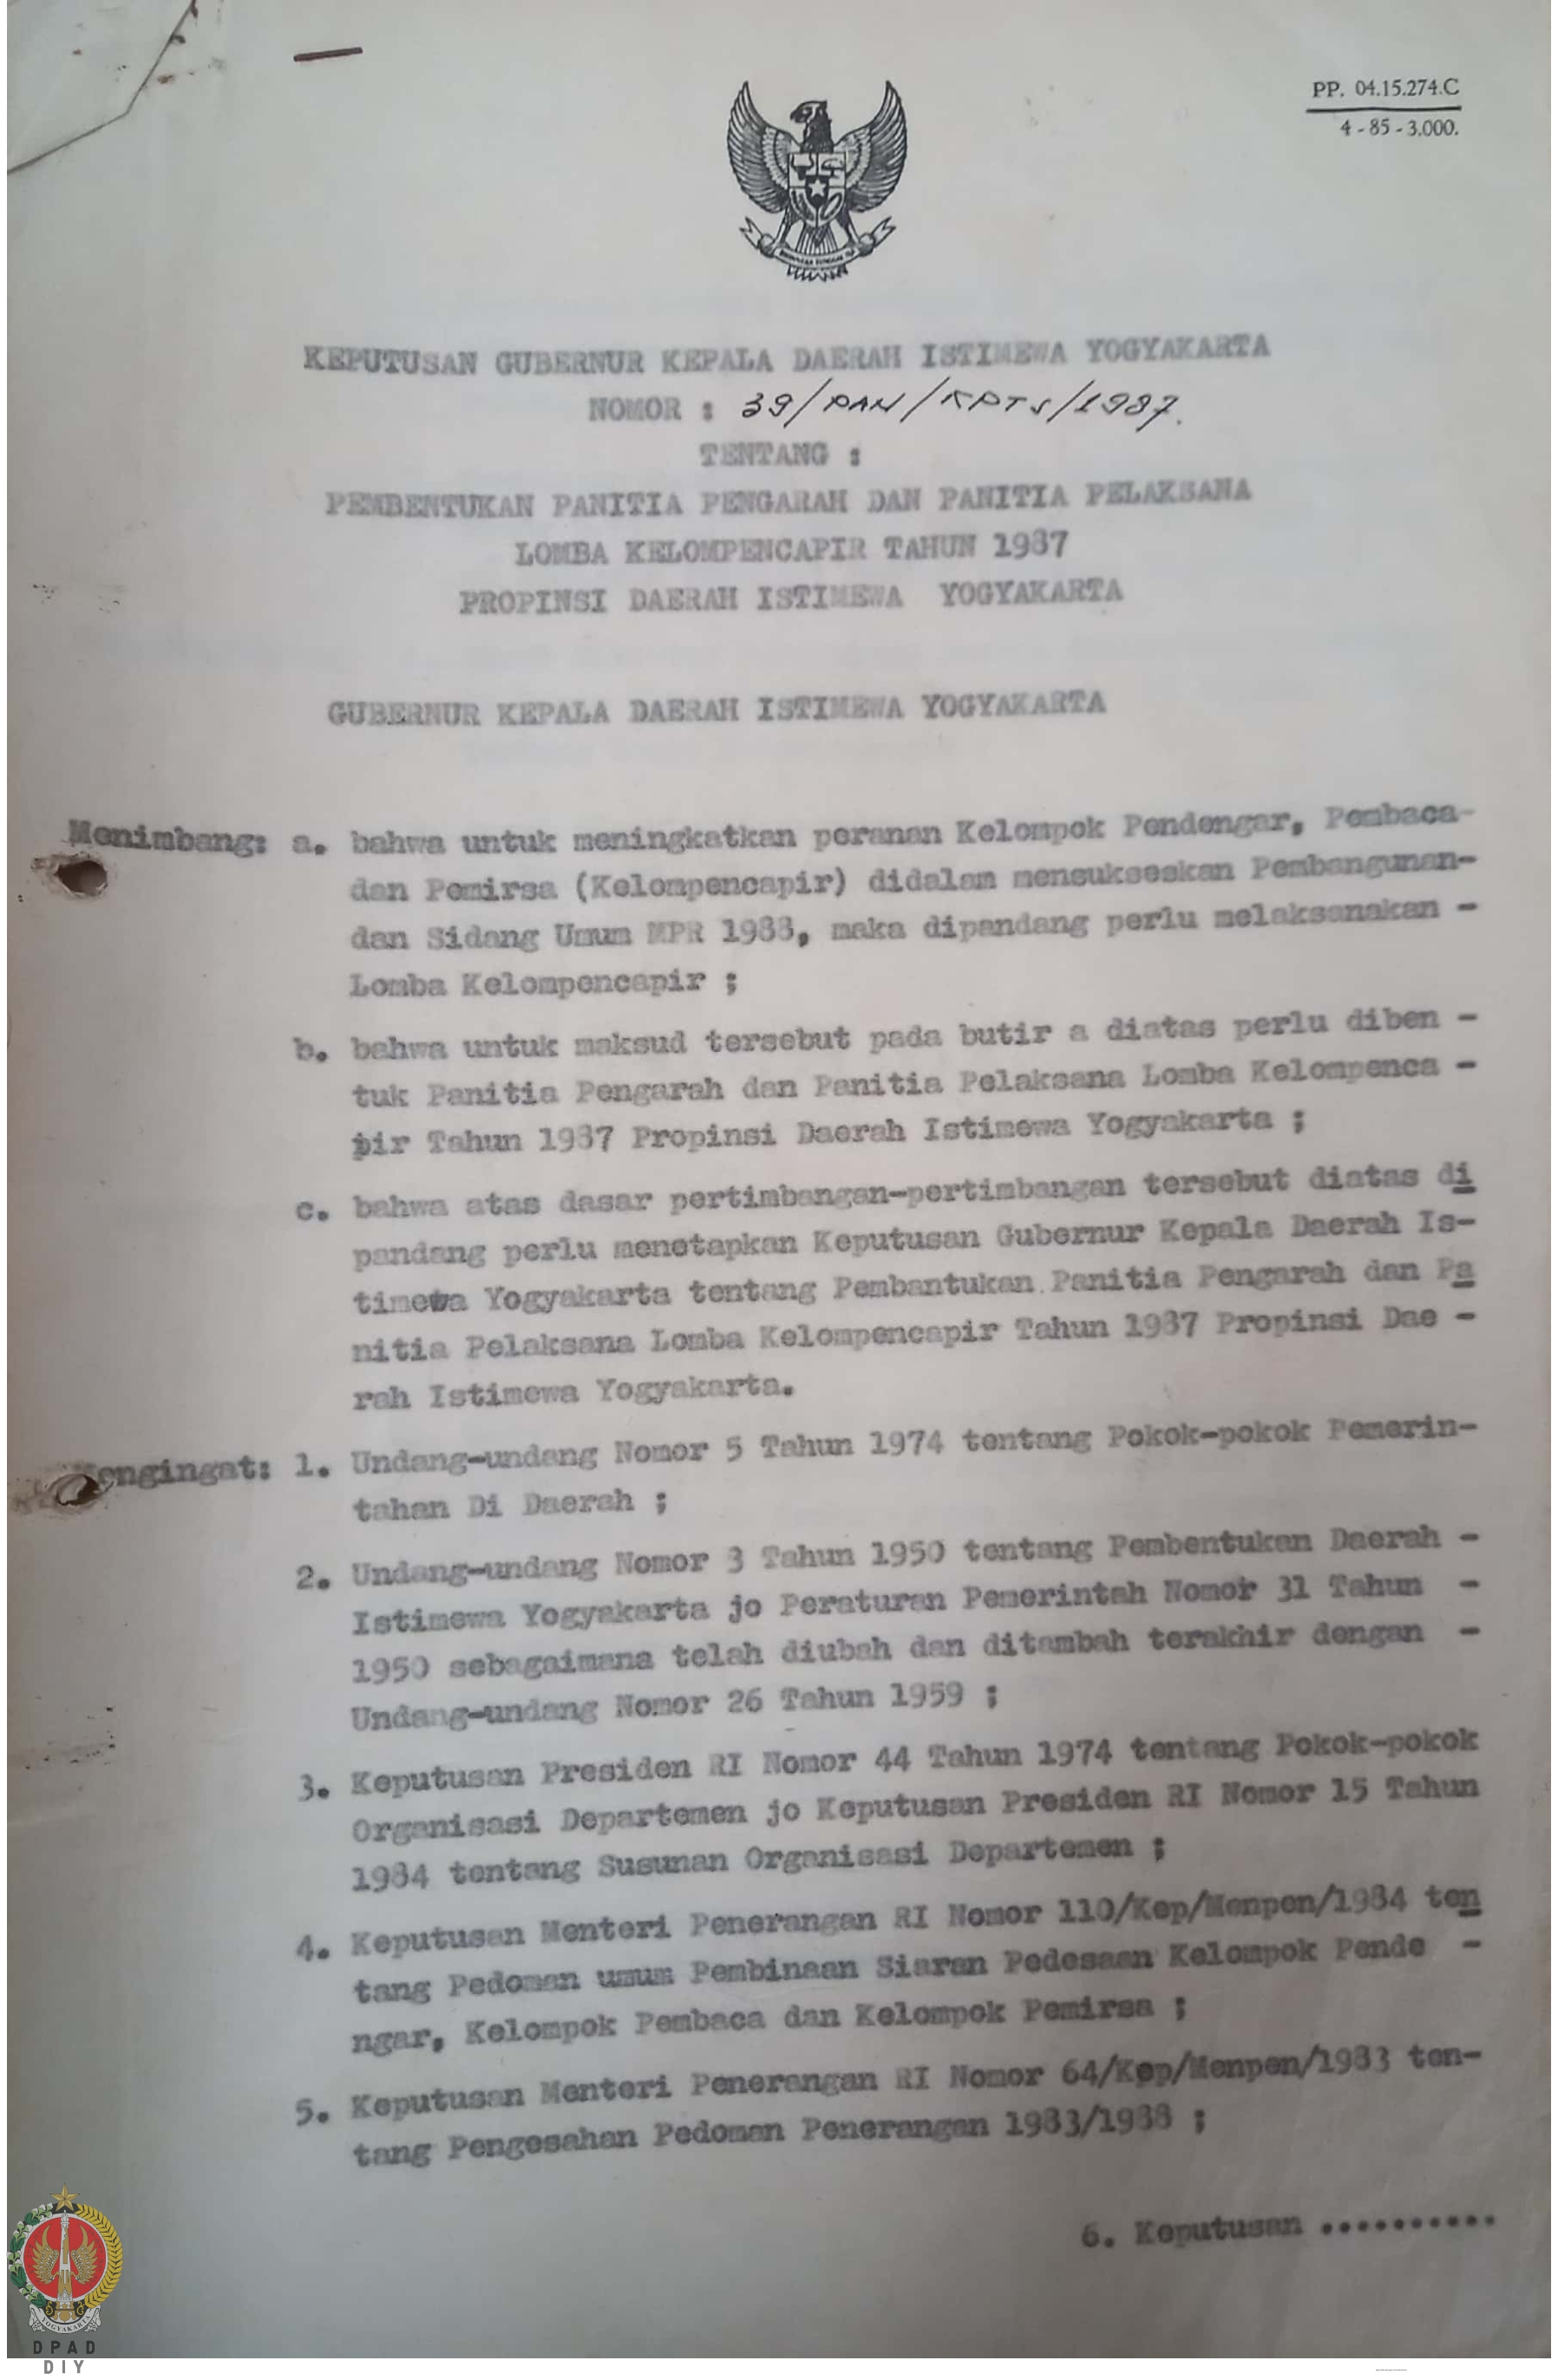 PP. 04.15.274.C
4 - 85 - 3.000.
KEPUTUSAN GUBERNUR KEPALA DAERAH ISTIMEWA YOGYAKARTA
NOMOR : 39/PAN/KPTS/1987.
TENTANG :
PEMBENTUKAN PANITIA PENGARAH DAN PANITIA PELAKSANA
LOMBA KELOMPENCAPIR TAHUN 1987
PROPINSI DAERAH ISTIMEWA YOGYAKARTA
GUBERNUR KEPALA DAERAH ISTIMEWA YOGYAKARTA
Menimbang: a. bahwa untuk meningkatkan peranan Kelompok Pendengar, Pembaca-
dan Pemirsa (Kelompencapir) didalam mensukseskan Pembangunan-
dan Sidang Umum MPR 1988, maka dipandang perlu melaksanakan -
Lomba Kelompencapir ;
b. bahwa untuk maksud tersebut pada butir a diatas perlu diben -
tuk Panitia Pengarah dan Panitia Pelaksana Lomba Kelompenca -
pir Tahun 1987 Propinsi Daerah Istimewa Yogyakarta ;
c. bahwa atas dasar pertimbangan-pertimbangan tersebut diatas di
pandang perlu menetapkan Keputusan Gubernur Kepala Daerah Is-
timewa Yogyakarta tentang Pembantukan Panitia Pengarah dan Pa
nitia Pelaksana Lomba Kelompencapir Tahun 1987 Propinsi Dae -
rah Istimewa Yogyakarta.
engingat: 1. Undang-undang Nomor 5 Tahun 1974 tentang Pokok-pokok Pemerin-
tahan Di Daerah ;
2. Undang-undang Nomor 3 Tahun 1950 tentang Pembentukan Daerah -
Istimewa Yogyakarta jo Peraturan Pemerintah Nomor 31 Tahun -
1950 sebagaimana telah diubah dan ditambah terakhir dengan -
Undang-undang Nomor 26 Tahun 1959 ;
3. Keputusan Presiden RI Nomor 44 Tahun 1974 tentang Pokok-pokok
Organisasi Departemen jo Keputusan Presiden RI Nomor 15 Tahun
1984 tentang Susunan Organisasi Departemen ;
4. Keputusan Menteri Penerangan RI Nomor 110/Kep/Menpen/1984 ten
tang Pedoman umum Pembinaan Siaran Pedesaan Kelompok Pende -
ngar, Kelompok Pembaca dan Kelompok Pemirsa ;
5. Keputusan Menteri Penerangan RI Nomor 64/Kep/Menpen/1983 ten-
tang Pengesahan Pedoman Penerangan 1983/1988 ;
6. Keputusan ..........
YOGYAKARTA
DPAD
DIY